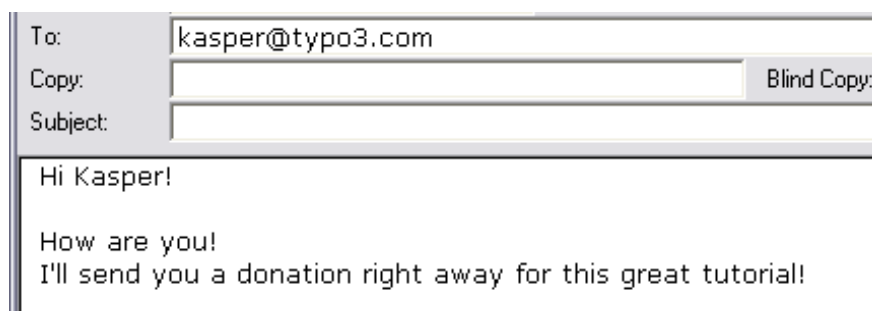 To: kasper@typo3.com
Copy: Blind Copy:
Subject:
Hi Kasper!
How are you!
I'll send you a donation right away for this great tutorial!